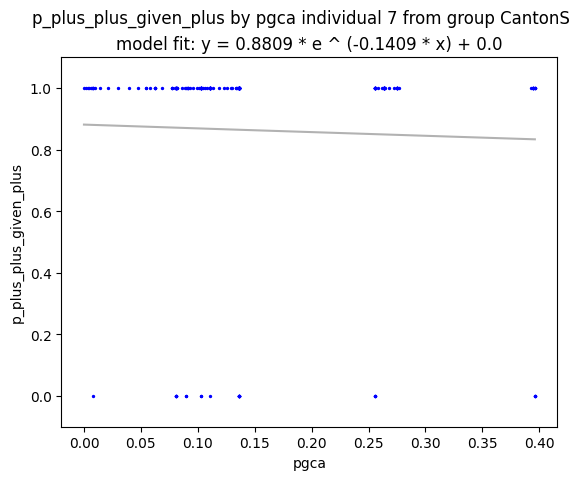 p_plus_plus_given_plus by pgca individual 7 from group CantonS
model fit: y = 0.8809 * e ^ (-0.1409 * x) + 0.0
1.0
0.8
0.6
0.4
0.2
0.0
p_plus_plus_given_plus
0.00 0.05 0.10 0.15 0.20 0.25 0.30 0.35 0.40
pgca